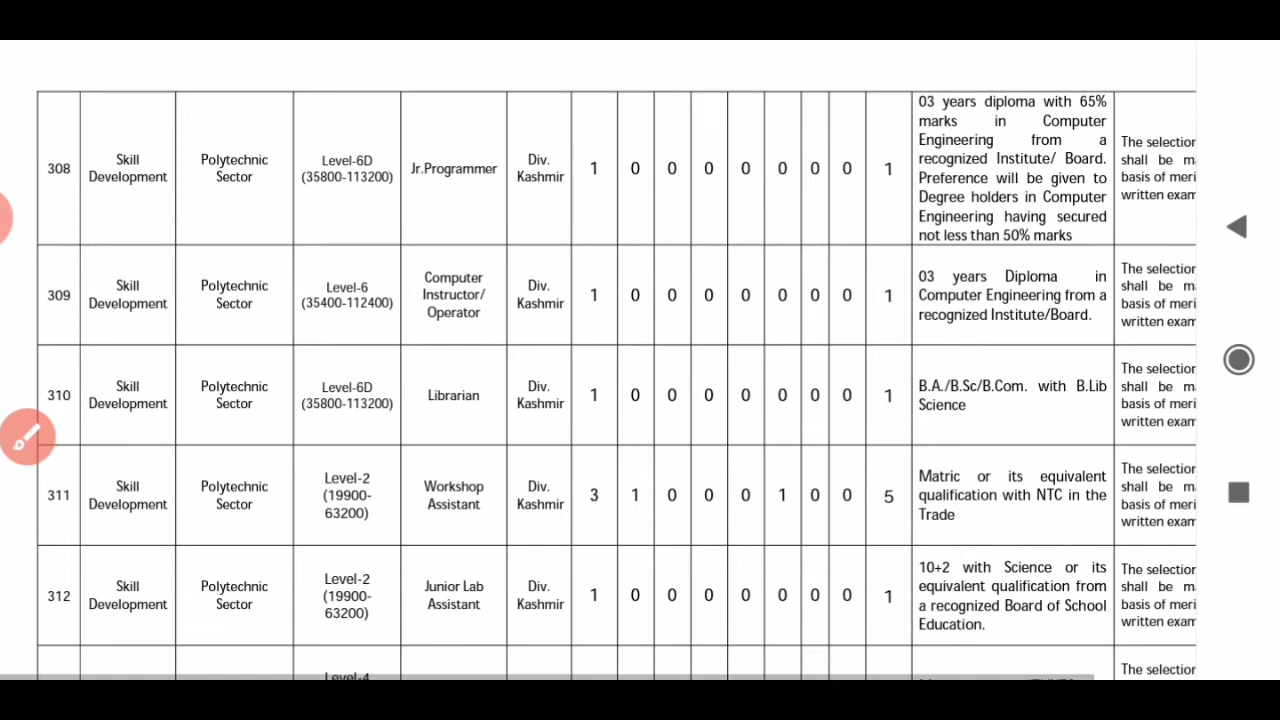 308 Skill Development Polytechnic Sector Level-6D (35800-113200) Jr.Programmer Div. Kashmir 1 0 0 0 0 0 0 0 1
03 years diploma with 65%
marks in Computer
Engineering from a
recognized Institute/ Board.
Preference will be given to
Degree holders in Computer
Engineering having secured
not less than 50% marks
The selection
shall be m
basis of meri
written exam
309 Skill Development Polytechnic Sector Level-6 (35400-112400) Computer Instructor/ Operator Div. Kashmir 1 0 0 0 0 0 0 0 1
03 years Diploma in
Computer Engineering from a
recognized Institute/Board.
The selection
shall be m
basis of meri
written exam
310 Skill Development Polytechnic Sector Level-6D (35800-113200) Librarian Div. Kashmir 1 0 0 0 0 0 0 0 1
B.A./B.Sc/B.Com. with B.Lib
Science
The selection
shall be m
basis of meri
written exam
311 Skill Development Polytechnic Sector Level-2 (19900-63200) Workshop Assistant Div. Kashmir 3 1 0 0 0 1 0 0 5
Matric or its equivalent
qualification with NTC in the
Trade
The selection
shall be m
basis of meri
written exam
312 Skill Development Polytechnic Sector Level-2 (19900-63200) Junior Lab Assistant Div. Kashmir 1 0 0 0 0 0 0 0 1
10+2 with Science or its
equivalent qualification from
a recognized Board of School
Education.
The selection
shall be m
basis of meri
written exam
Level-4
The selection